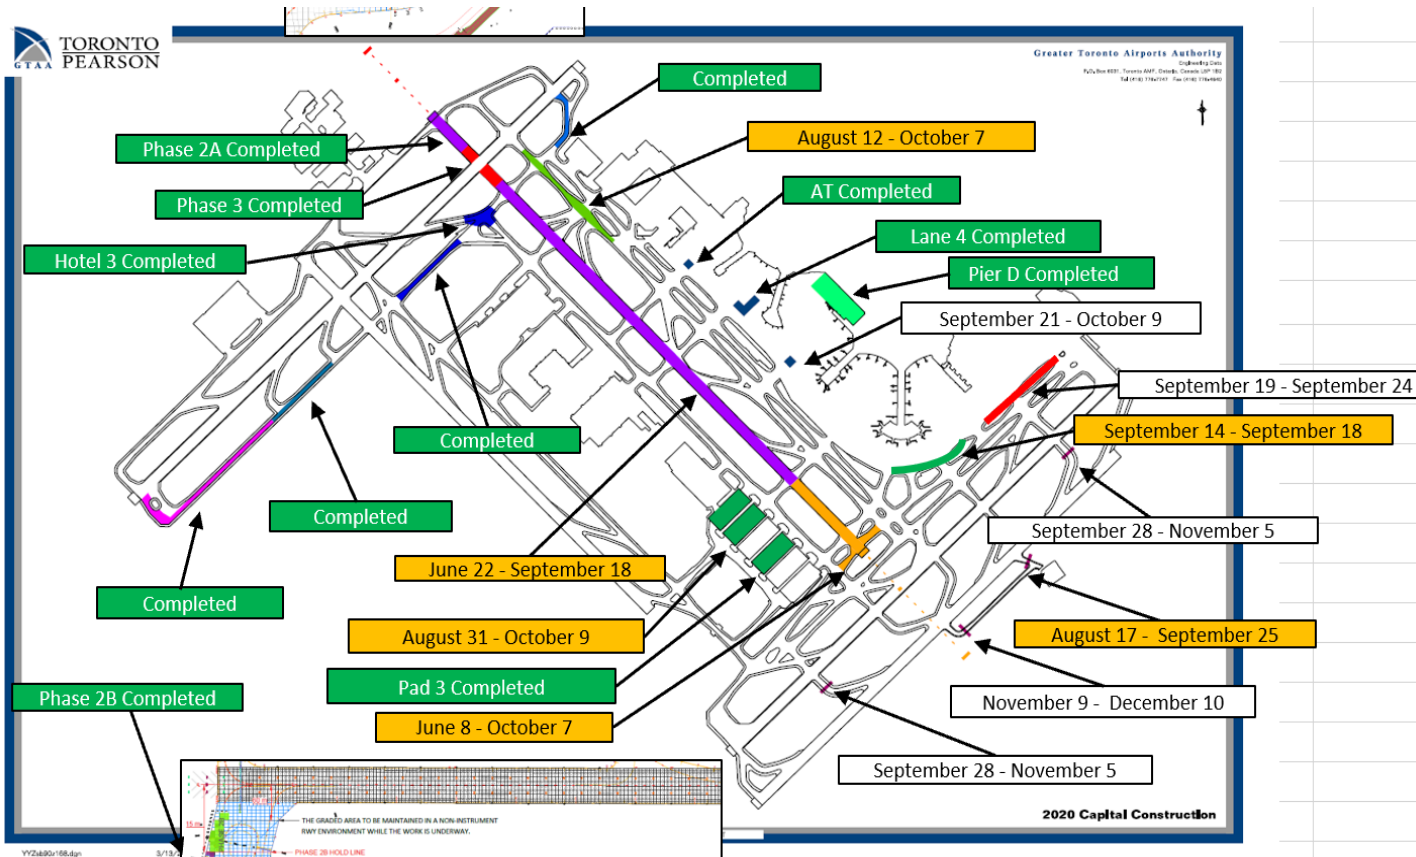 TORONTO
PEARSON
GTAA
Greater Toronto Airports Authority
Engineering Data
Completed
August 12 - October 7
Phase 2A Completed
AT Completed
Phase 3 Completed
Lane 4 Completed
Hotel 3 Completed
Pier D Completed
September 21 - October 9
September 19 - September 24
September 14 - September 18
Completed
Completed
September 28 - November 5
June 22 - September 18
Completed
August 31 - October 9
August 17 - September 25
Pad 3 Completed
Phase 2B Completed
November 9 - December 10
June 8 - October 7
September 28 - November 5
2020 Capital Construction
THE GRADED AREA TO BE MAINTAINED IN A NON-INSTRUMENT
RWY ENVIRONMENT WHILE THE WORK IS UNDERWAY.
15 m
PHASE 2B HOLD LINE